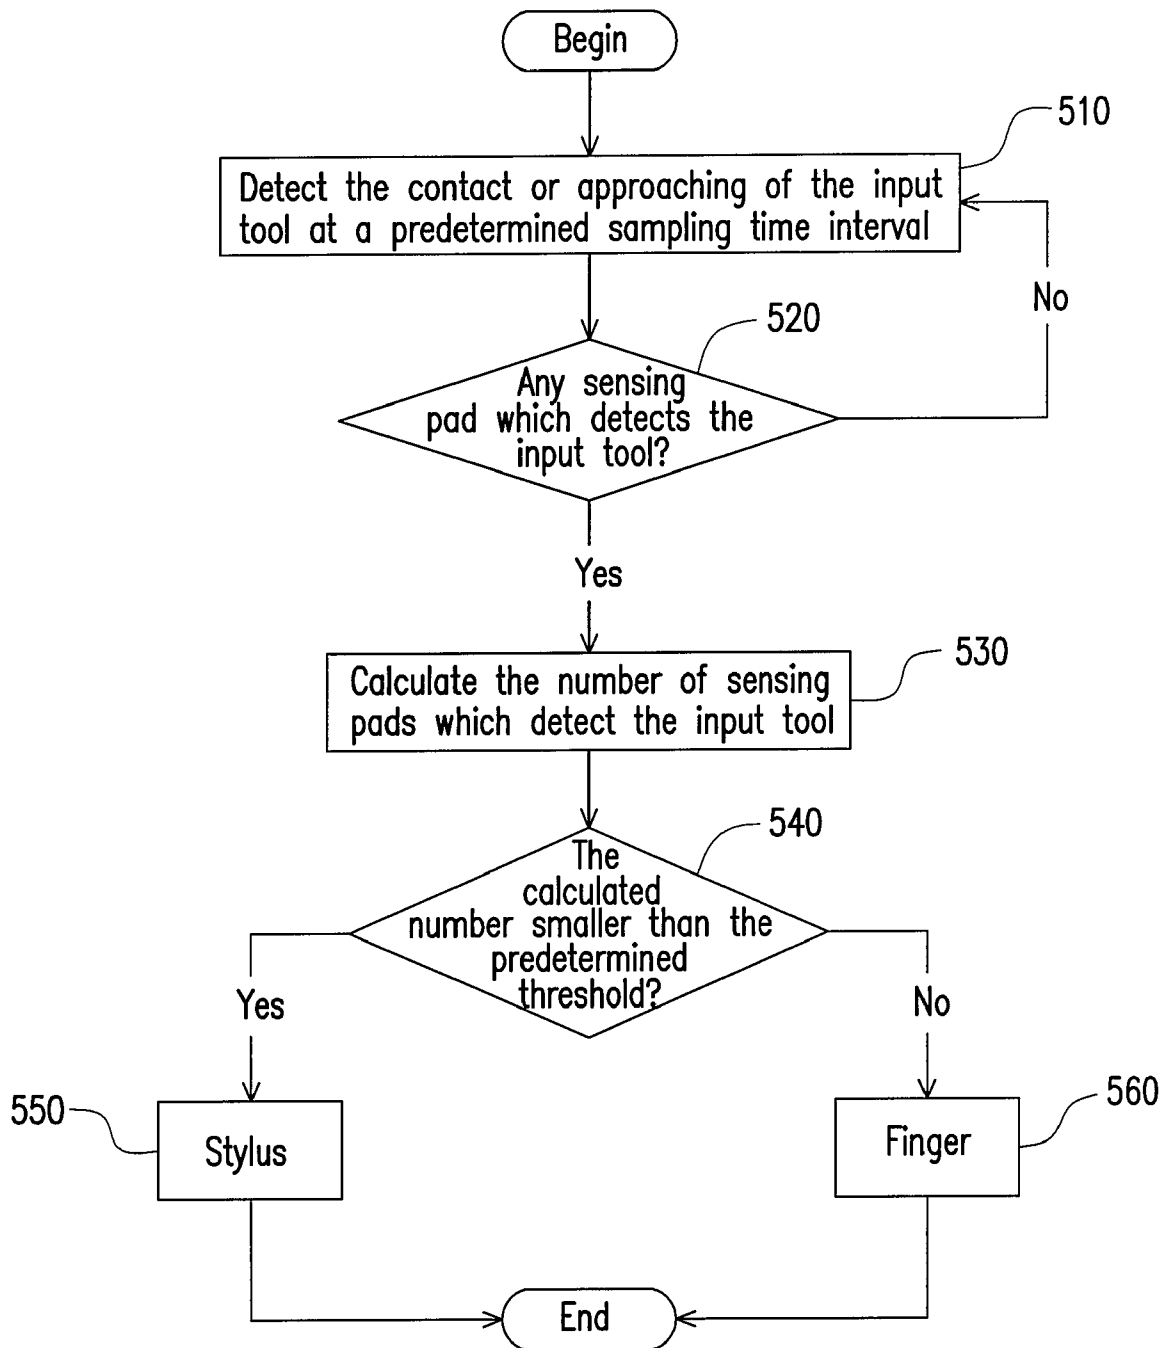 Begin
510
Detect the contact or approaching of the input
tool at a predetermined sampling time interval
No
520
Any sensing
pad which detects the
input tool?
Yes
530
Calculate the number of sensing
pads which detect the input tool
540
The
calculated
number smaller than the
predetermined
threshold?
Yes
No
550
Stylus
560
Finger
End